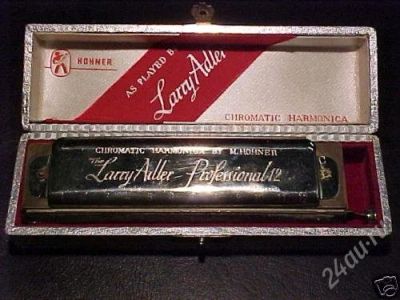 HOHNER
AS PLAYED BY
Larry Adler
CHROMATIC HARMONICA
CHROMATIC HARMONICA BY M. HOHNER
The Larry Adler Professional 12
24au.ru